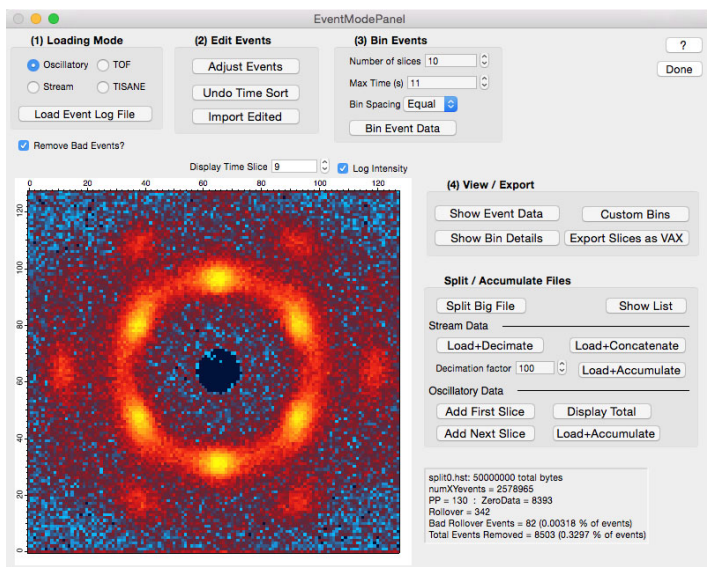 EventModePanel
(1) Loading Mode
Oscillatory TOF
Stream TISANE
Load Event Log File
Remove Bad Events?
(2) Edit Events
Adjust Events
Undo Time Sort
Import Edited
(3) Bin Events
Number of slices 10
Max Time (s) 11
Bin Spacing Equal
Bin Event Data
?
Done
Display Time Slice 9 Log Intensity
0 20 40 60 80 100 120
120
100
80
60
40
20
0
(4) View / Export
Show Event Data Custom Bins
Show Bin Details Export Slices as VAX
Split / Accumulate Files
Split Big File Show List
Stream Data
Load+Decimate Load+Concatenate
Decimation factor 100 Load+Accumulate
Oscillatory Data
Add First Slice Display Total
Add Next Slice Load+Accumulate
split0.hst: 50000000 total bytes
numXYevents = 2578965
PP = 130 : ZeroData = 8393
Rollover = 342
Bad Rollover Events = 82 (0.00318 % of events)
Total Events Removed = 8503 (0.3297 % of events)